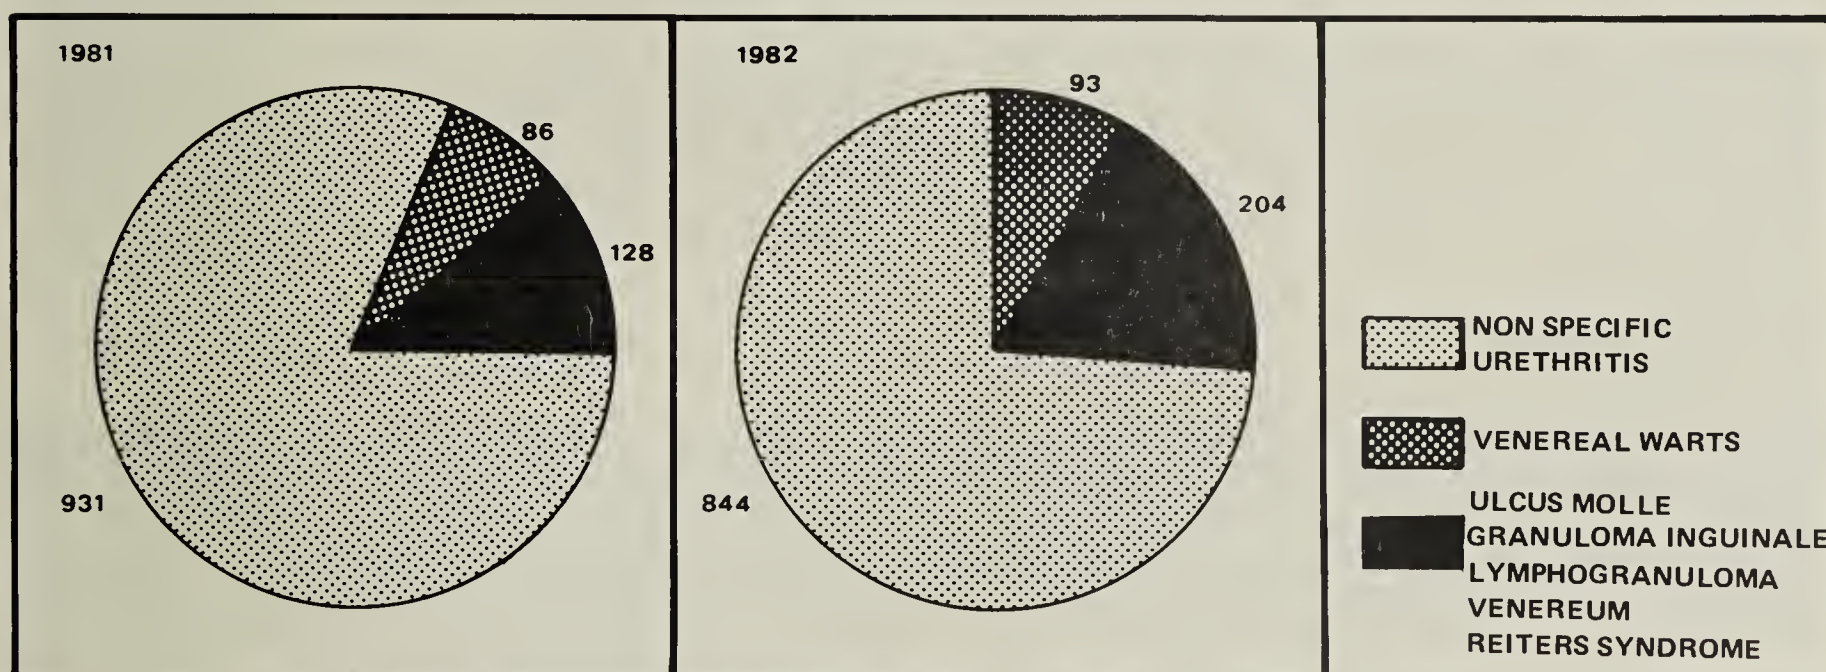 1981
86
128
931
1982
93
204
844
NON SPECIFIC
URETHRITIS
VENEREAL WARTS
ULCUS MOLLE
GRANULOMA INGUINALE
LYMPHOGRANULOMA
VENEREUM
REITERS SYNDROME